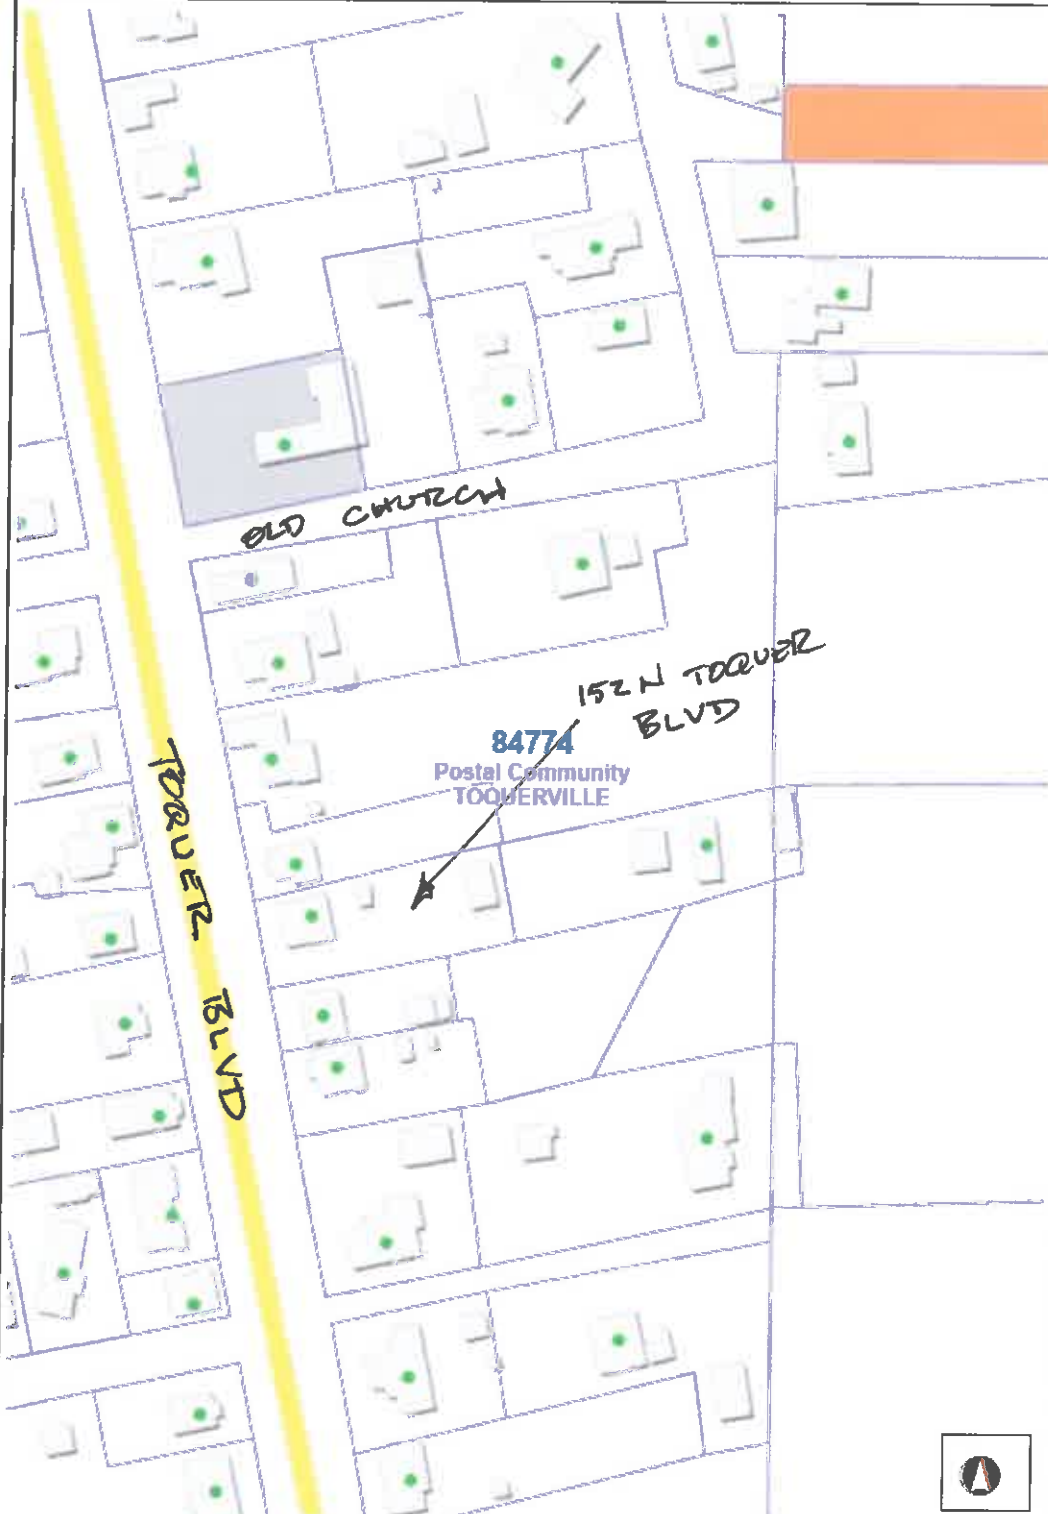 OLD CHURCH
152 N TOQUER
BLVD
84774
Postal Community
TOQUERVILLE
TOQUER BLVD